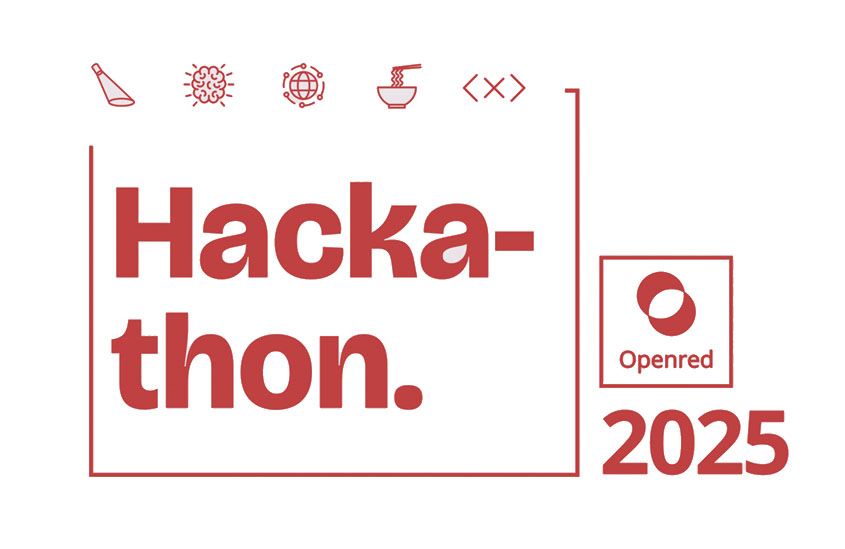 <x>
Hacka-
thon.
Openred
2025